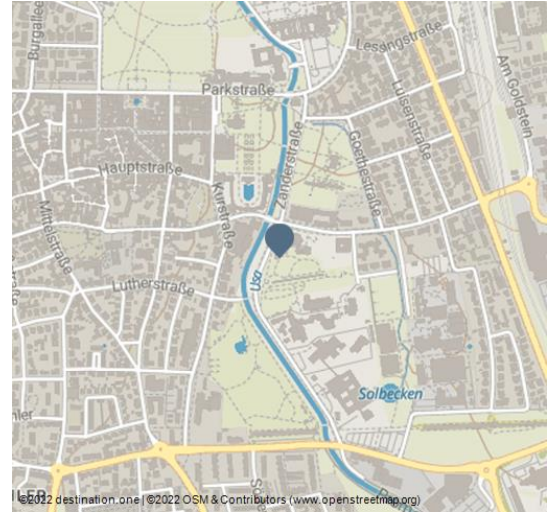 Burgallee
Lessingstraße
Parkstraße
Am Goldstein
Luisenstraße
Zanderstraße
Goethestraße
Hauptstraße
Kurstraße
Mittelstraße
Usa
Lutherstraße
Solbecken
©2022 destination.one | ©2022 OSM & Contributors (www.openstreetmap.org)